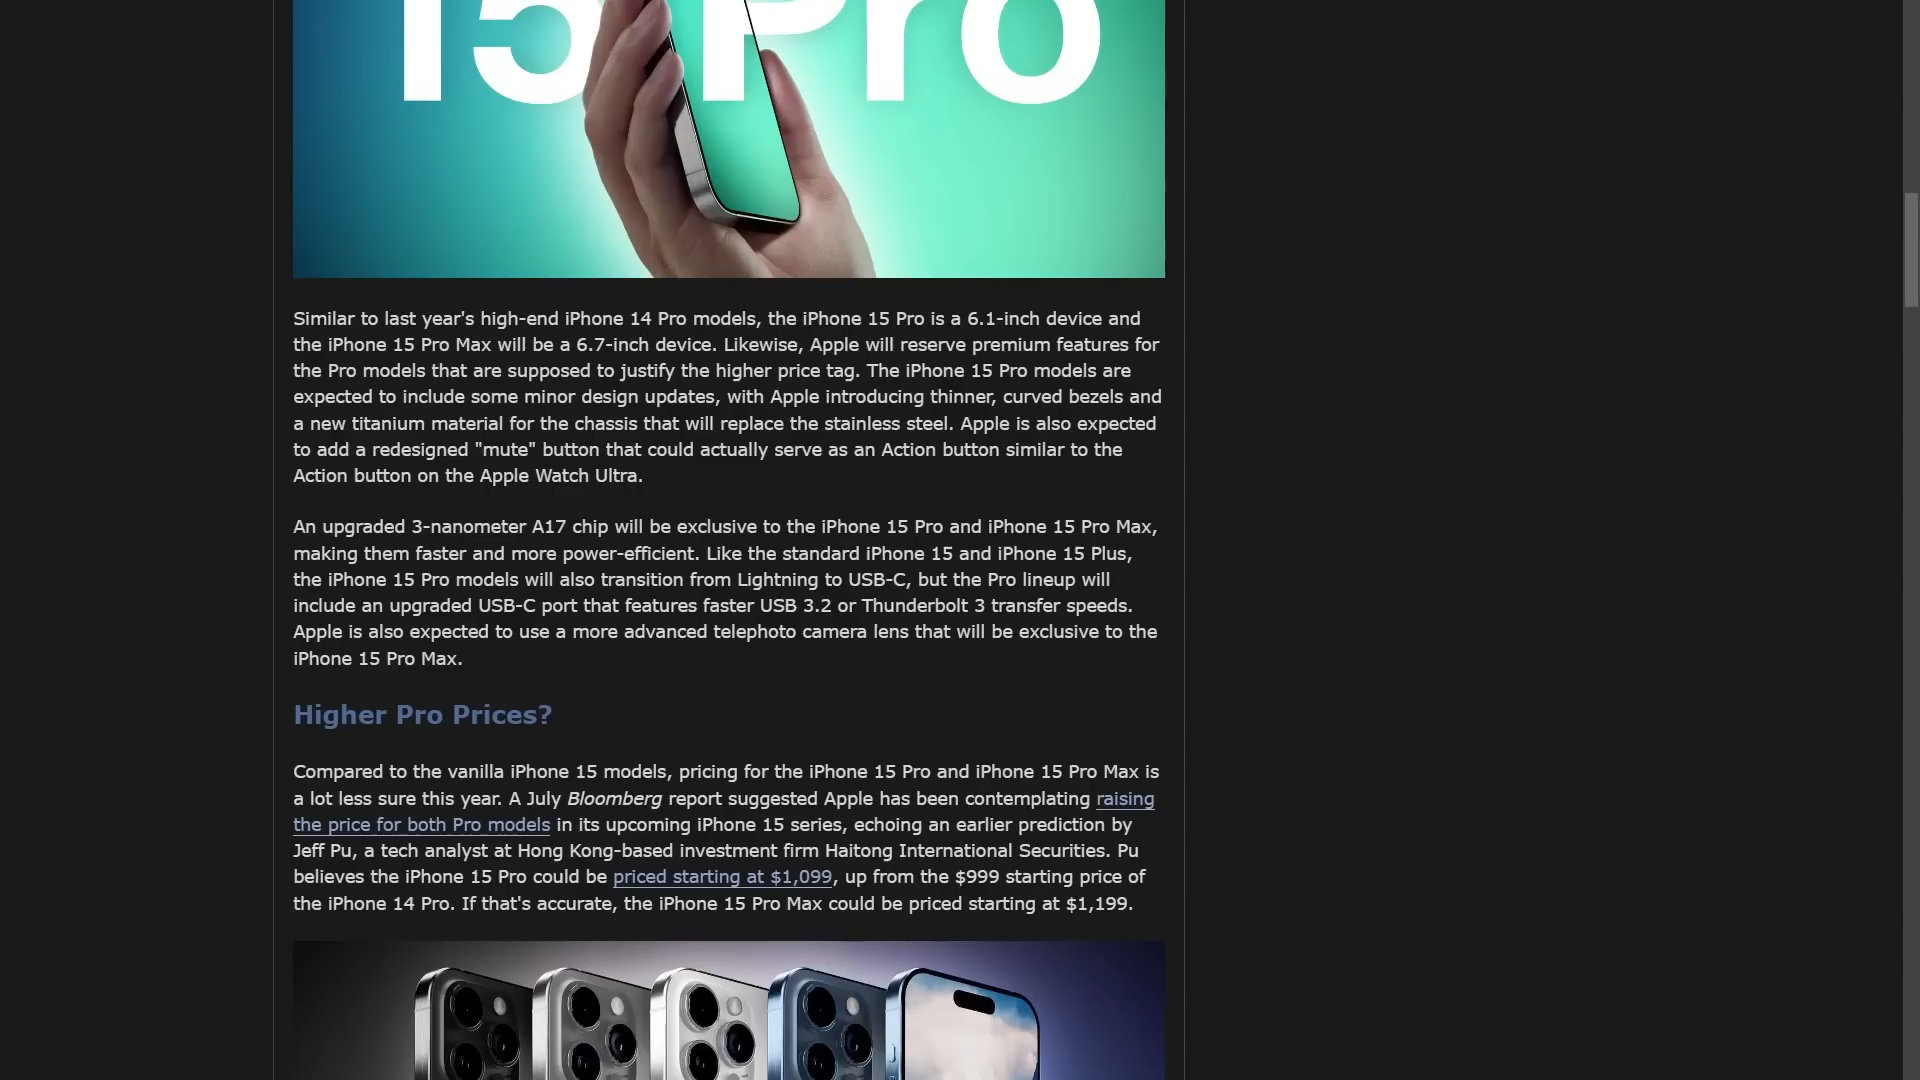 15 Pro
Similar to last year's high-end iPhone 14 Pro models, the iPhone 15 Pro is a 6.1-inch device and
the iPhone 15 Pro Max will be a 6.7-inch device. Likewise, Apple will reserve premium features for
the Pro models that are supposed to justify the higher price tag. The iPhone 15 Pro models are
expected to include some minor design updates, with Apple introducing thinner, curved bezels and
a new titanium material for the chassis that will replace the stainless steel. Apple is also expected
to add a redesigned "mute" button that could actually serve as an Action button similar to the
Action button on the Apple Watch Ultra.
An upgraded 3-nanometer A17 chip will be exclusive to the iPhone 15 Pro and iPhone 15 Pro Max,
making them faster and more power-efficient. Like the standard iPhone 15 and iPhone 15 Plus,
the iPhone 15 Pro models will also transition from Lightning to USB-C, but the Pro lineup will
include an upgraded USB-C port that features faster USB 3.2 or Thunderbolt 3 transfer speeds.
Apple is also expected to use a more advanced telephoto camera lens that will be exclusive to the
iPhone 15 Pro Max.
Higher Pro Prices?
Compared to the vanilla iPhone 15 models, pricing for the iPhone 15 Pro and iPhone 15 Pro Max is
a lot less sure this year. A July Bloomberg report suggested Apple has been contemplating raising
the price for both Pro models in its upcoming iPhone 15 series, echoing an earlier prediction by
Jeff Pu, a tech analyst at Hong Kong-based investment firm Haitong International Securities. Pu
believes the iPhone 15 Pro could be priced starting at $1,099, up from the $999 starting price of
the iPhone 14 Pro. If that's accurate, the iPhone 15 Pro Max could be priced starting at $1,199.